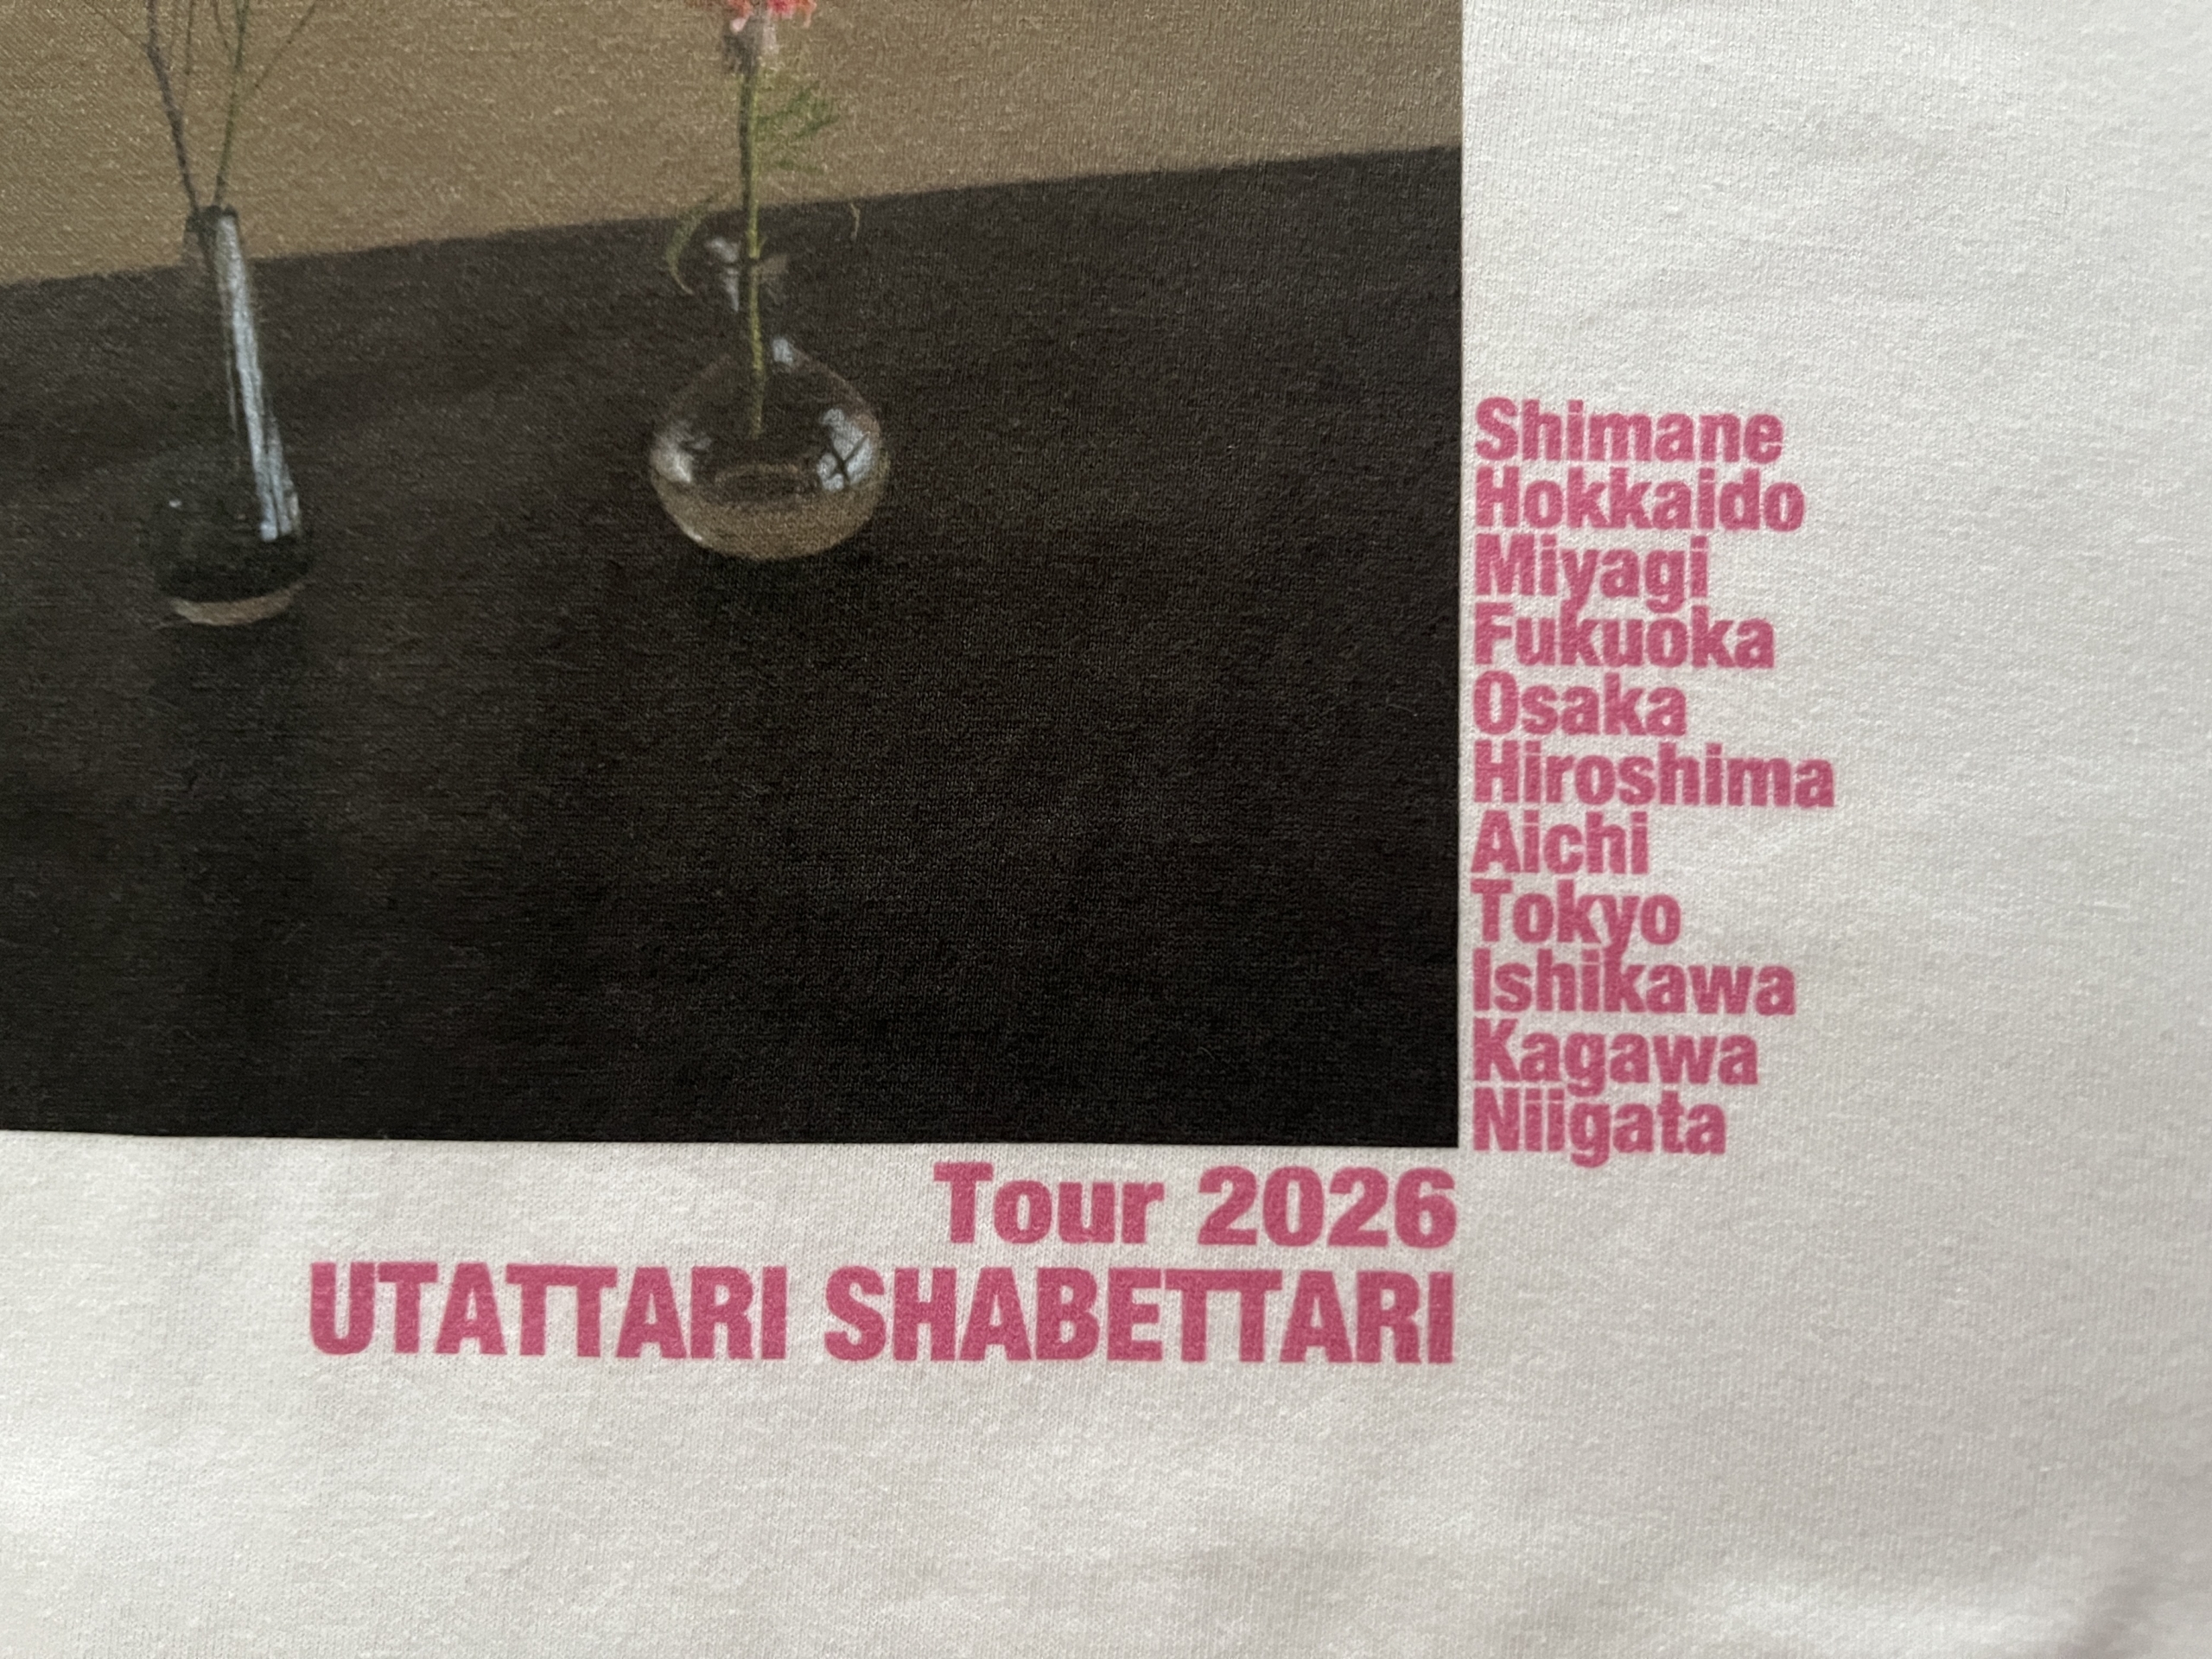 Shimane
Hokkaido
Miyagi
Fukuoka
Osaka
Hiroshima
Aichi
Tokyo
Ishikawa
Kagawa
Niigata
Tour 2026
UTATTARI SHABETTARI